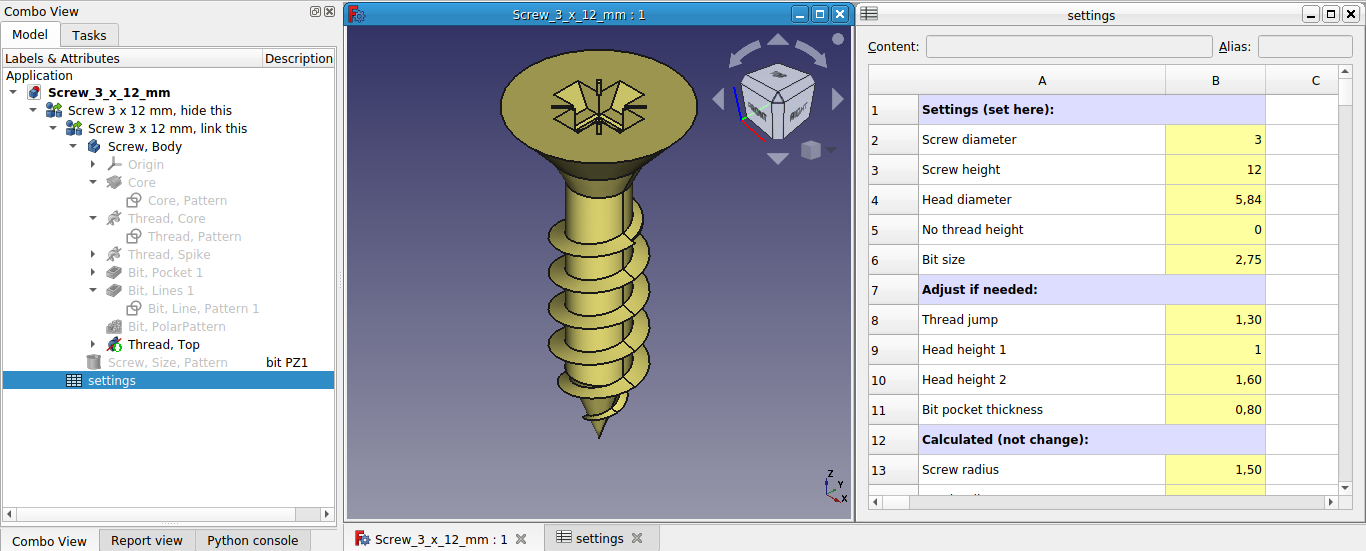 Combo View
Model
Tasks
Labels & Attributes
Description
Application
Screw_3_x_12_mm
Screw 3 x 12 mm, hide this
Screw 3 x 12 mm, link this
Screw, Body
Origin
Core
Core, Pattern
Thread, Core
Thread, Pattern
Thread, Spike
Bit, Pocket 1
Bit, Lines 1
Bit, Line, Pattern 1
Bit, PolarPattern
Thread, Top
Screw, Size, Pattern bit PZ1
settings
Combo View
Report view
Python console
Screw_3_x_12_mm : 1
FRONT
RIGHT
Z
Y
X
Screw_3_x_12_mm : 1
settings
settings
Content:
Alias:
A B C
1 Settings (set here):
2 Screw diameter 3
3 Screw height 12
4 Head diameter 5,84
5 No thread height 0
6 Bit size 2,75
7 Adjust if needed:
8 Thread jump 1,30
9 Head height 1 1
10 Head height 2 1,60
11 Bit pocket thickness 0,80
12 Calculated (not change):
13 Screw radius 1,50